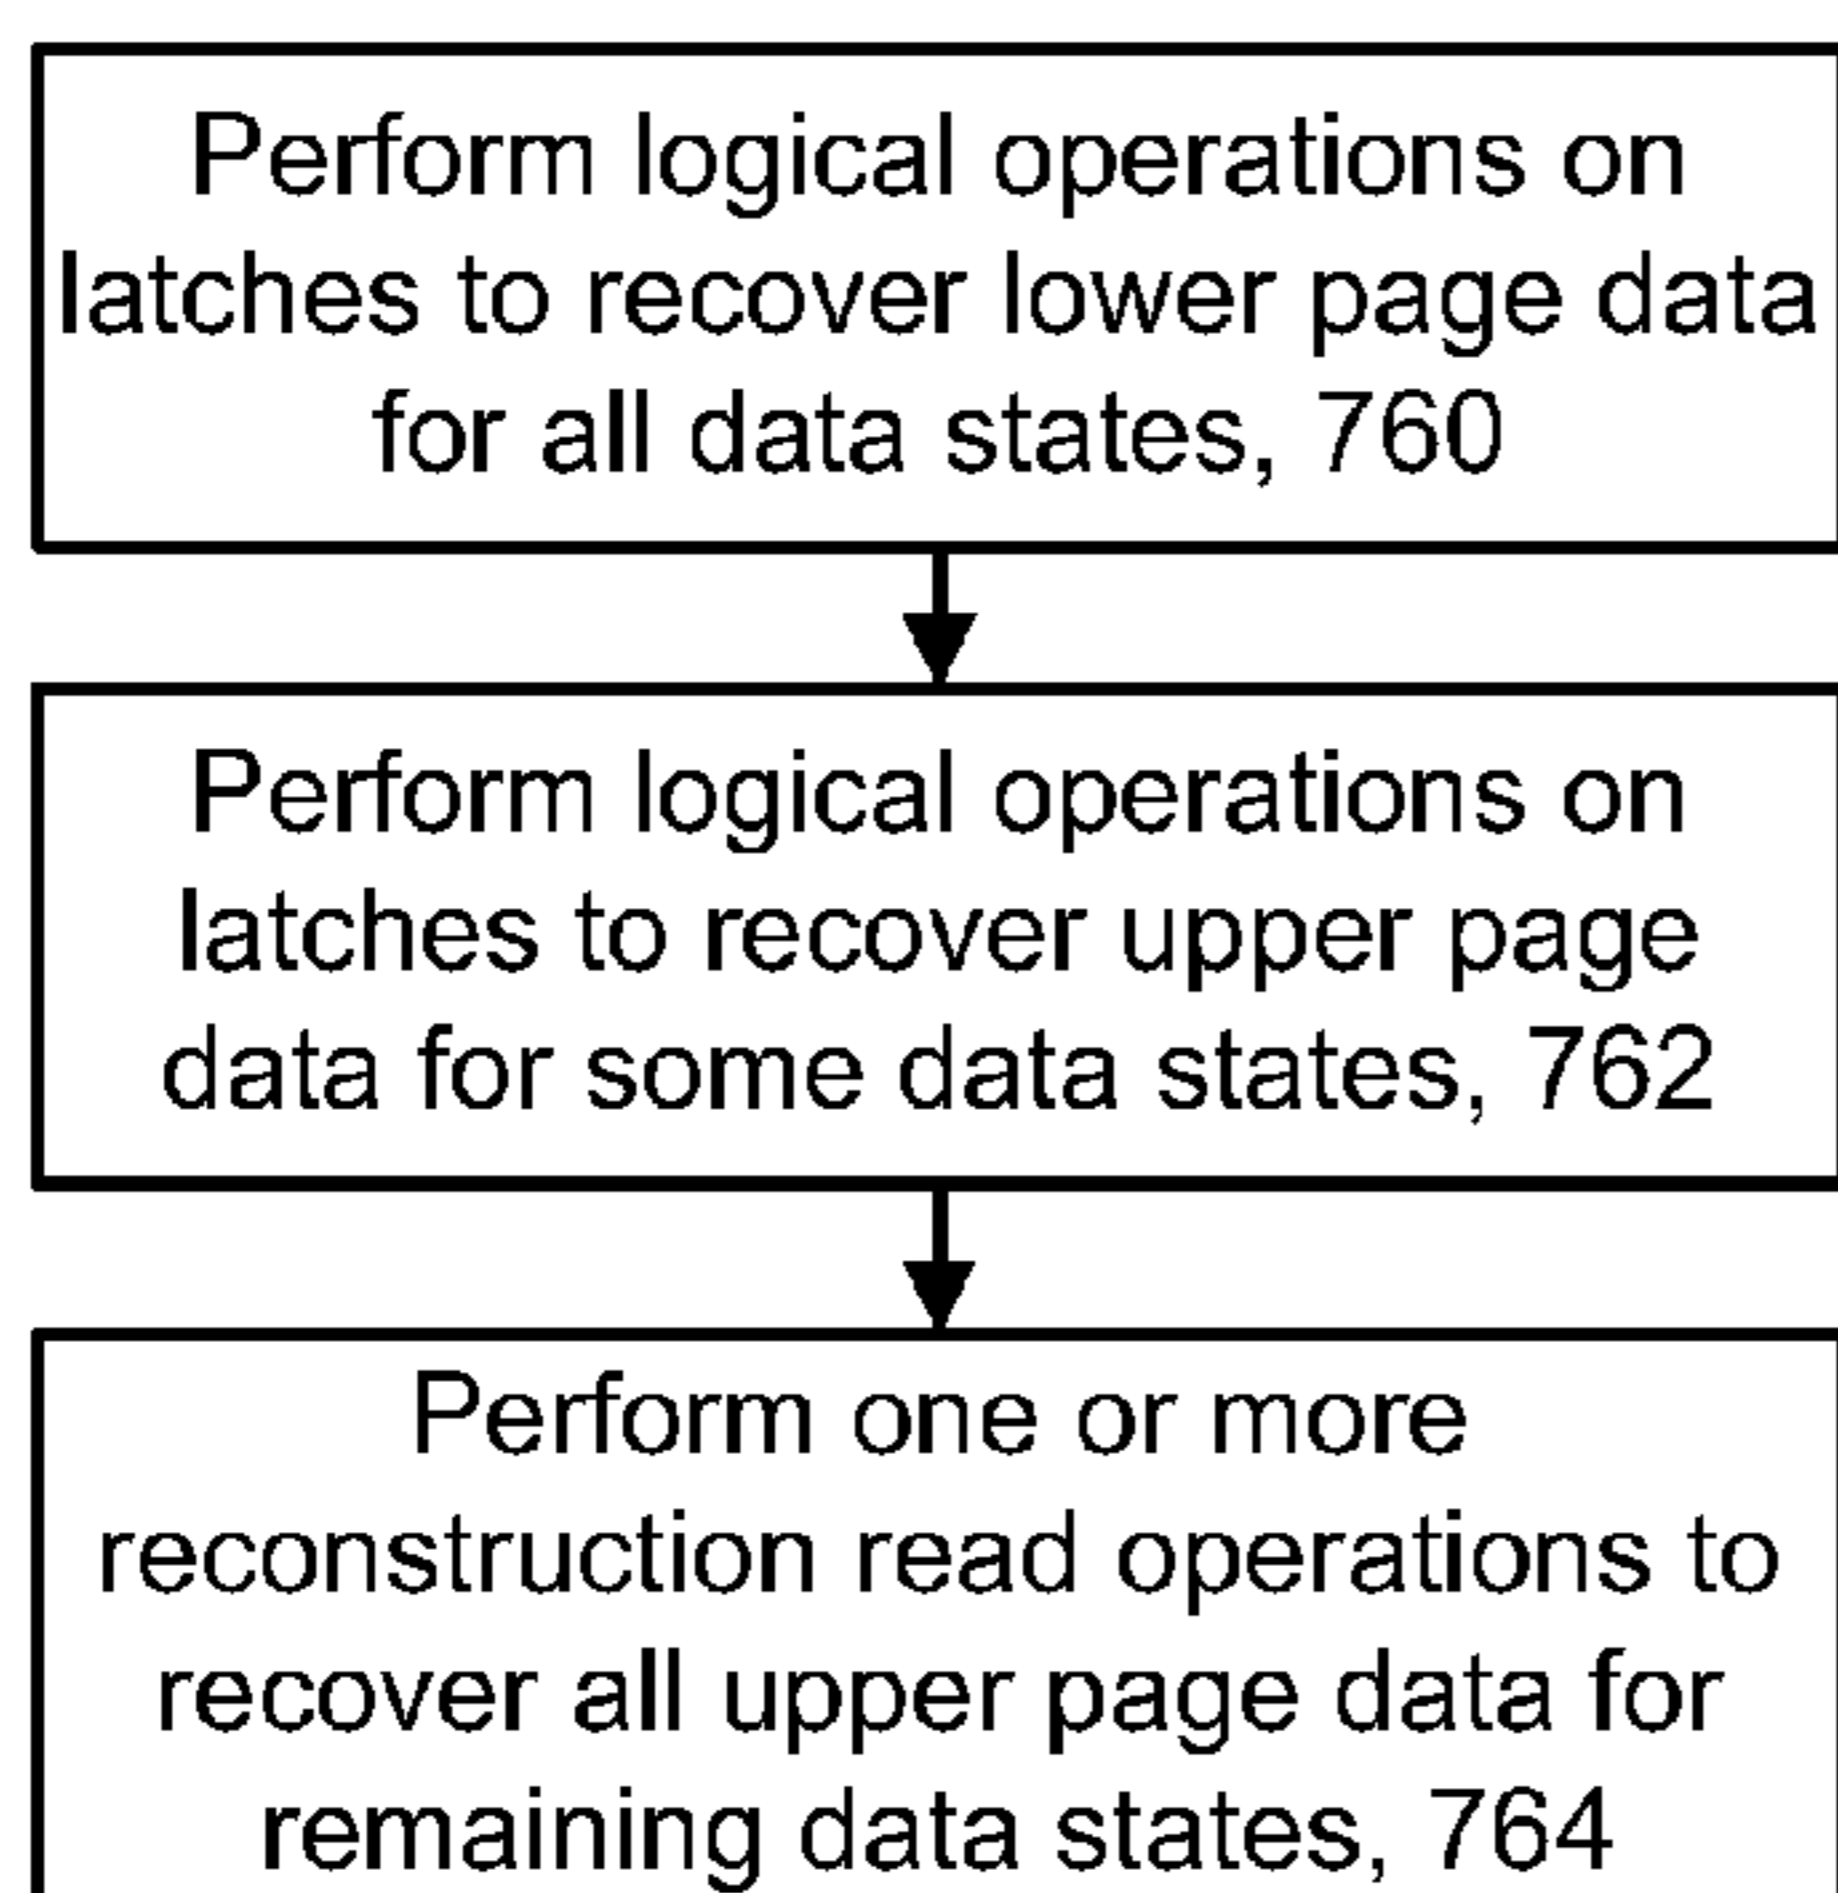 Perform logical operations on
latches to recover lower page data
for all data states, 760
Perform logical operations on
latches to recover upper page
data for some data states, 762
Perform one or more
reconstruction read operations to
recover all upper page data for
remaining data states, 764